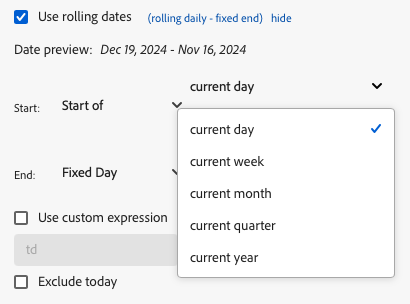 Use rolling dates (rolling daily - fixed end) hide
Date preview: Dec 19, 2024 - Nov 16, 2024
current day
Start: Start of
current day
current week
End: Fixed Day
current month
Use custom expression
current quarter
td
current year
Exclude today